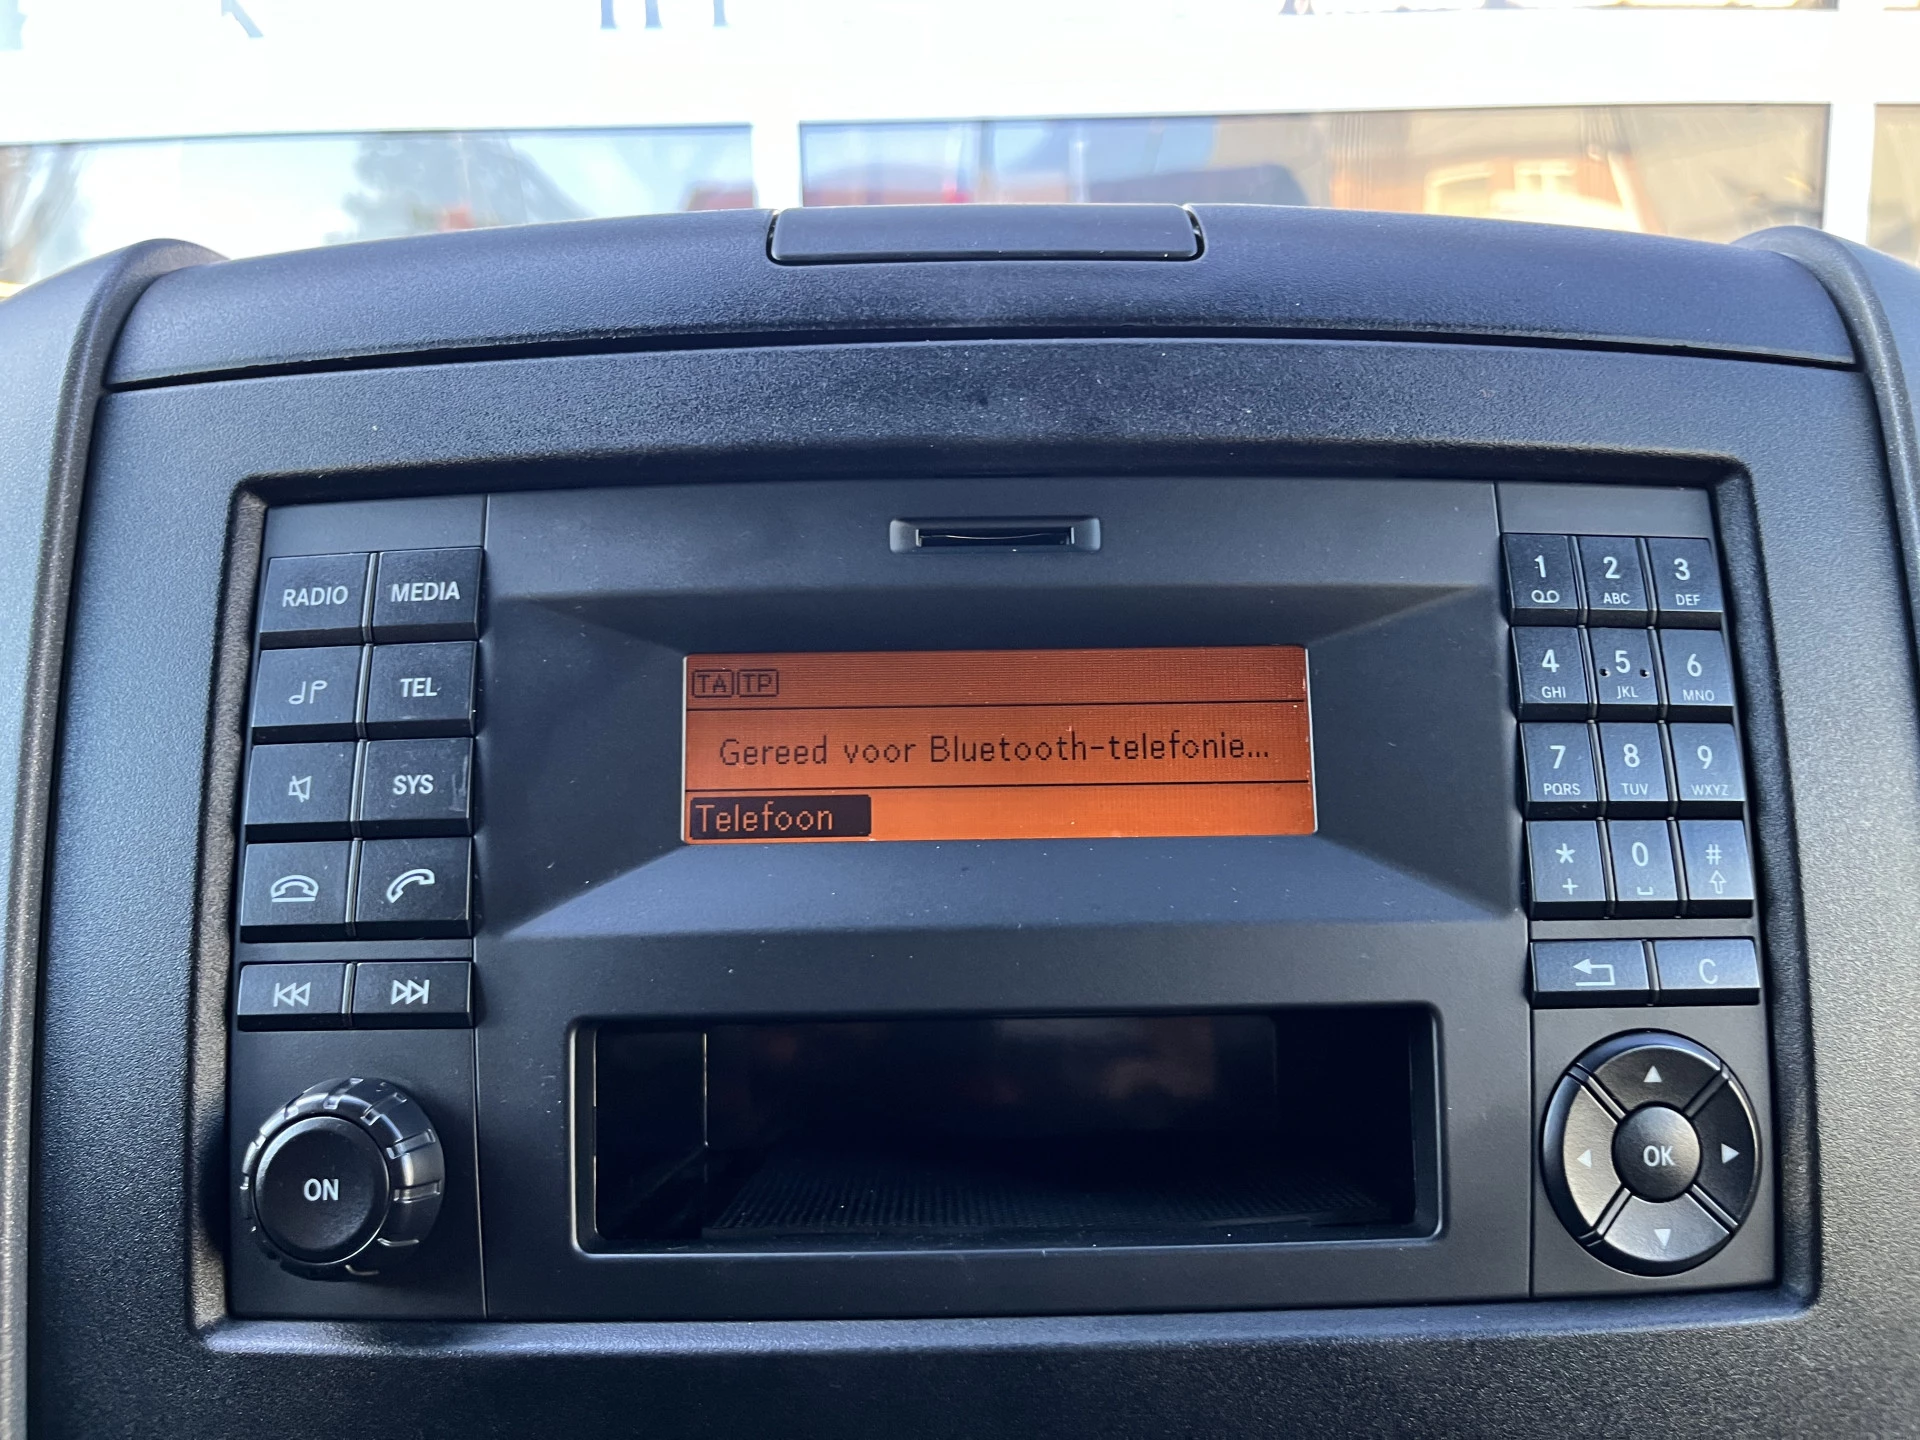 RADIO MEDIA
TEL
SYS
ON
TA TP
Gereed voor Bluetooth-telefonie...
Telefoon
1 2 3
ABC DEF
4 5 6
GHI JKL MNO
7 8 9
PQRS TUV WXYZ
* 0 #
+
C
OK